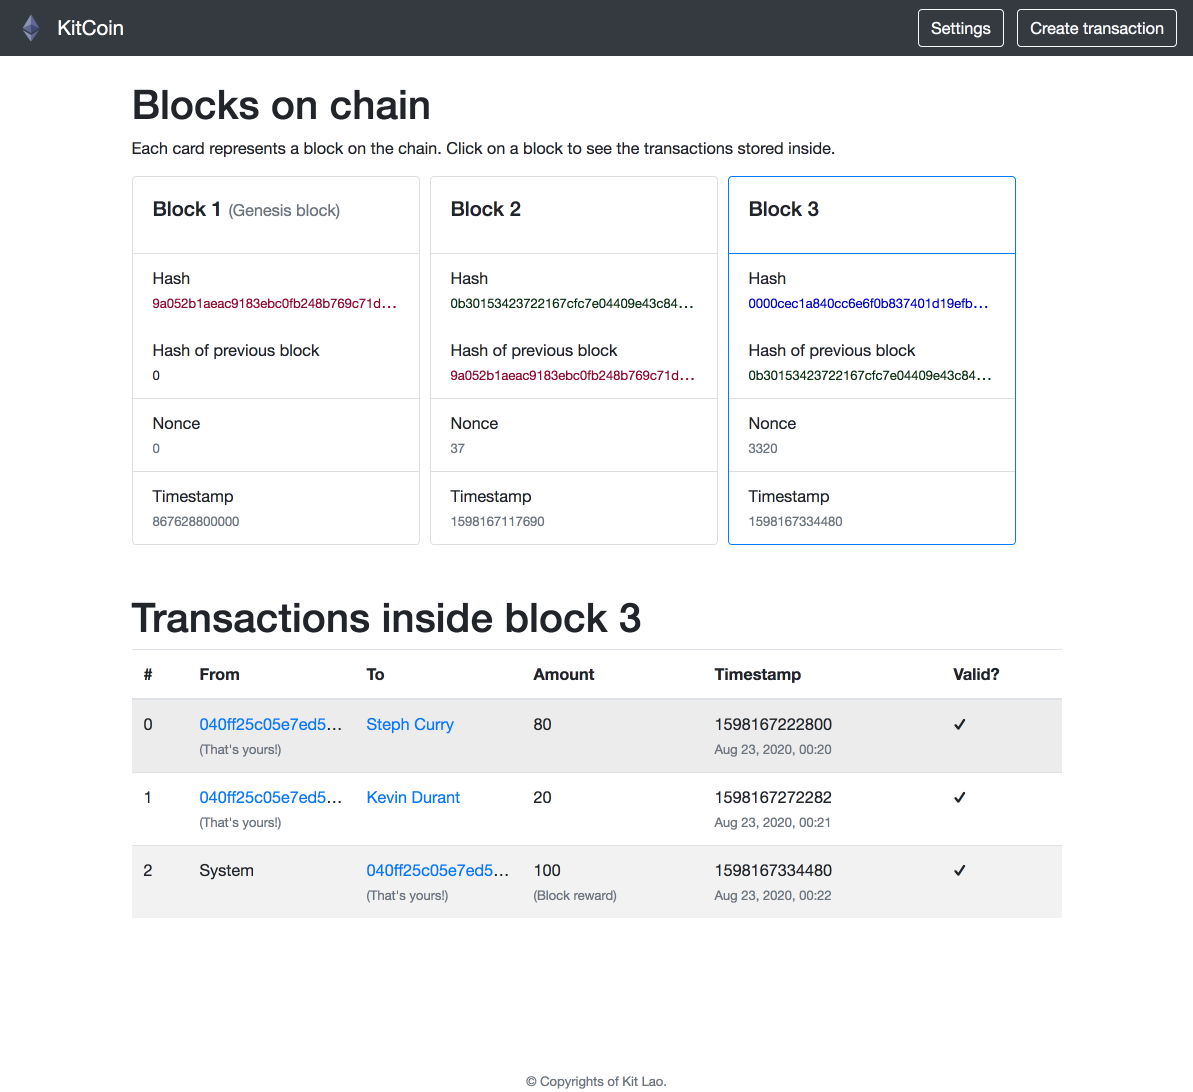 KitCoin
Settings
Create transaction
Blocks on chain
Each card represents a block on the chain. Click on a block to see the transactions stored inside.
Block 1 (Genesis block)
Hash
9a052b1aeac9183ebc0fb248b769c71d...
Hash of previous block
0
Nonce
0
Timestamp
867628800000
Block 2
Hash
0b30153423722167cfc7e04409e43c84...
Hash of previous block
9a052b1aeac9183ebc0fb248b769c71d...
Nonce
37
Timestamp
1598167117690
Block 3
Hash
0000cec1a840cc6e6f0b837401d19efb...
Hash of previous block
0b30153423722167cfc7e04409e43c84...
Nonce
3320
Timestamp
1598167334480
Transactions inside block 3
# From To Amount Timestamp Valid?
0 040ff25c05e7ed5... Steph Curry 80 1598167222800 ✓
(That's yours!) Aug 23, 2020, 00:20
1 040ff25c05e7ed5... Kevin Durant 20 1598167272282 ✓
(That's yours!) Aug 23, 2020, 00:21
2 System 040ff25c05e7ed5... 100 1598167334480 ✓
(That's yours!) (Block reward) Aug 23, 2020, 00:22
© Copyrights of Kit Lao.